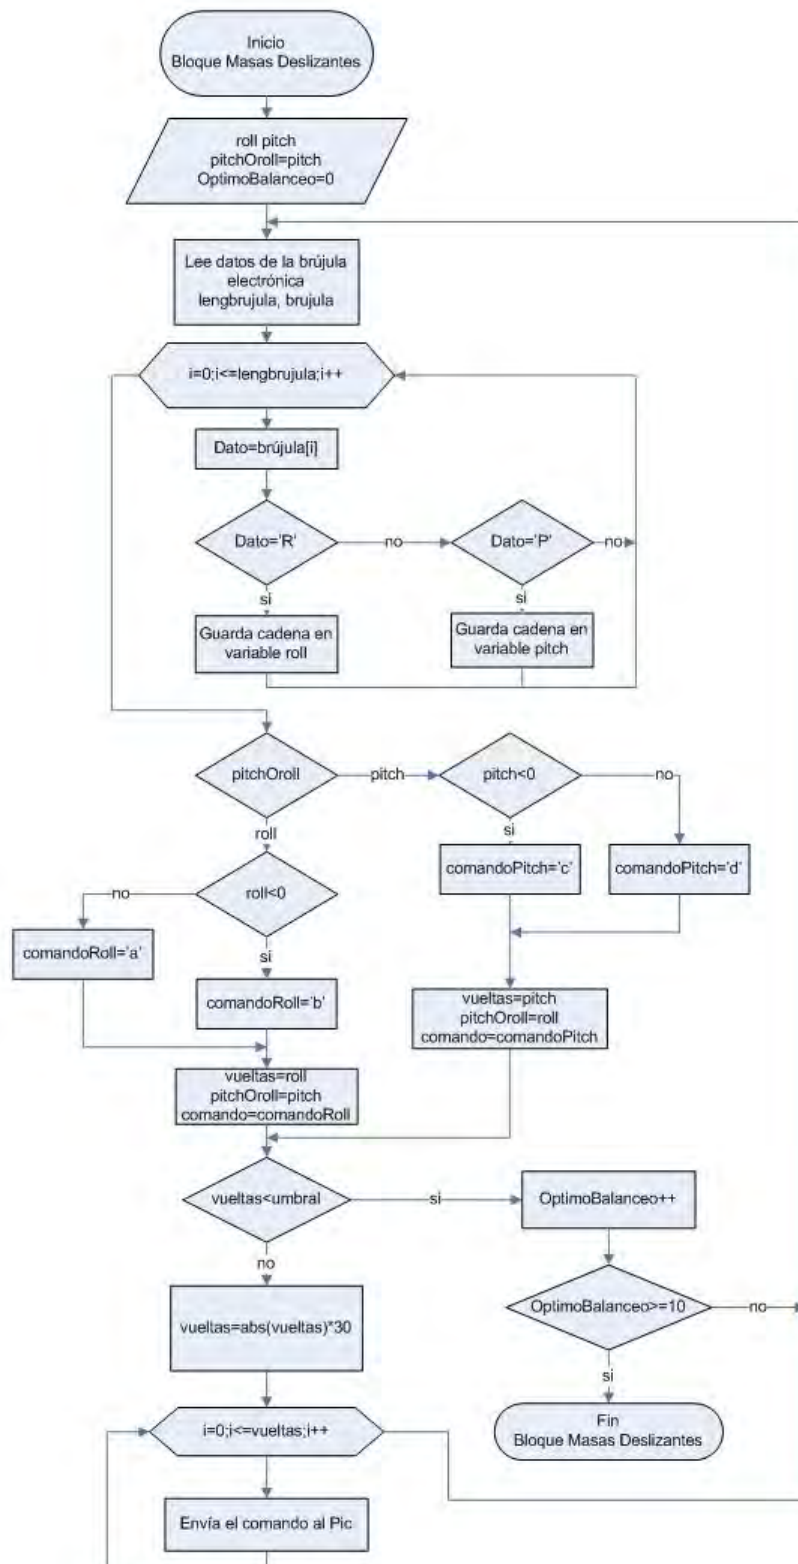 Inicio
Bloque Masas Deslizantes
roll pitch
pitchOroll=pitch
OptimoBalanceo=0
Lee datos de la brújula
electrónica
lengbrujula, brujula
i=0;i<=lengbrujula;i++
Dato=brújula[i]
Dato='R'
no
Dato='P'
no
si
si
Guarda cadena en
variable roll
Guarda cadena en
variable pitch
pitchOroll
pitch
pitch<0
no
roll
si
comandoPitch='c'
comandoPitch='d'
no
roll<0
comandoRoll='a'
si
comandoRoll='b'
vueltas=pitch
pitchOroll=roll
comando=comandoPitch
vueltas=roll
pitchOroll=pitch
comando=comandoRoll
vueltas<umbral
si
OptimoBalanceo++
no
vueltas=abs(vueltas)*30
OptimoBalanceo>=10
no
si
i=0;i<=vueltas;i++
Fin
Bloque Masas Deslizantes
Envía el comando al Pic